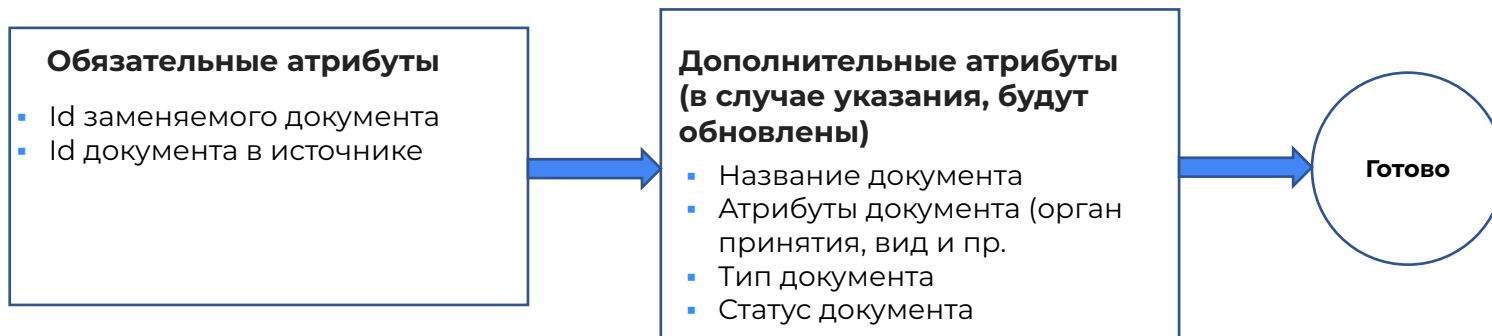 Обязательные атрибуты
▪ Id заменяемого документа
▪ Id документа в источнике
Дополнительные атрибуты
(в случае указания, будут
обновлены)
▪ Название документа
▪ Атрибуты документа (орган
принятия, вид и пр.
▪ Тип документа
▪ Статус документа
Готово